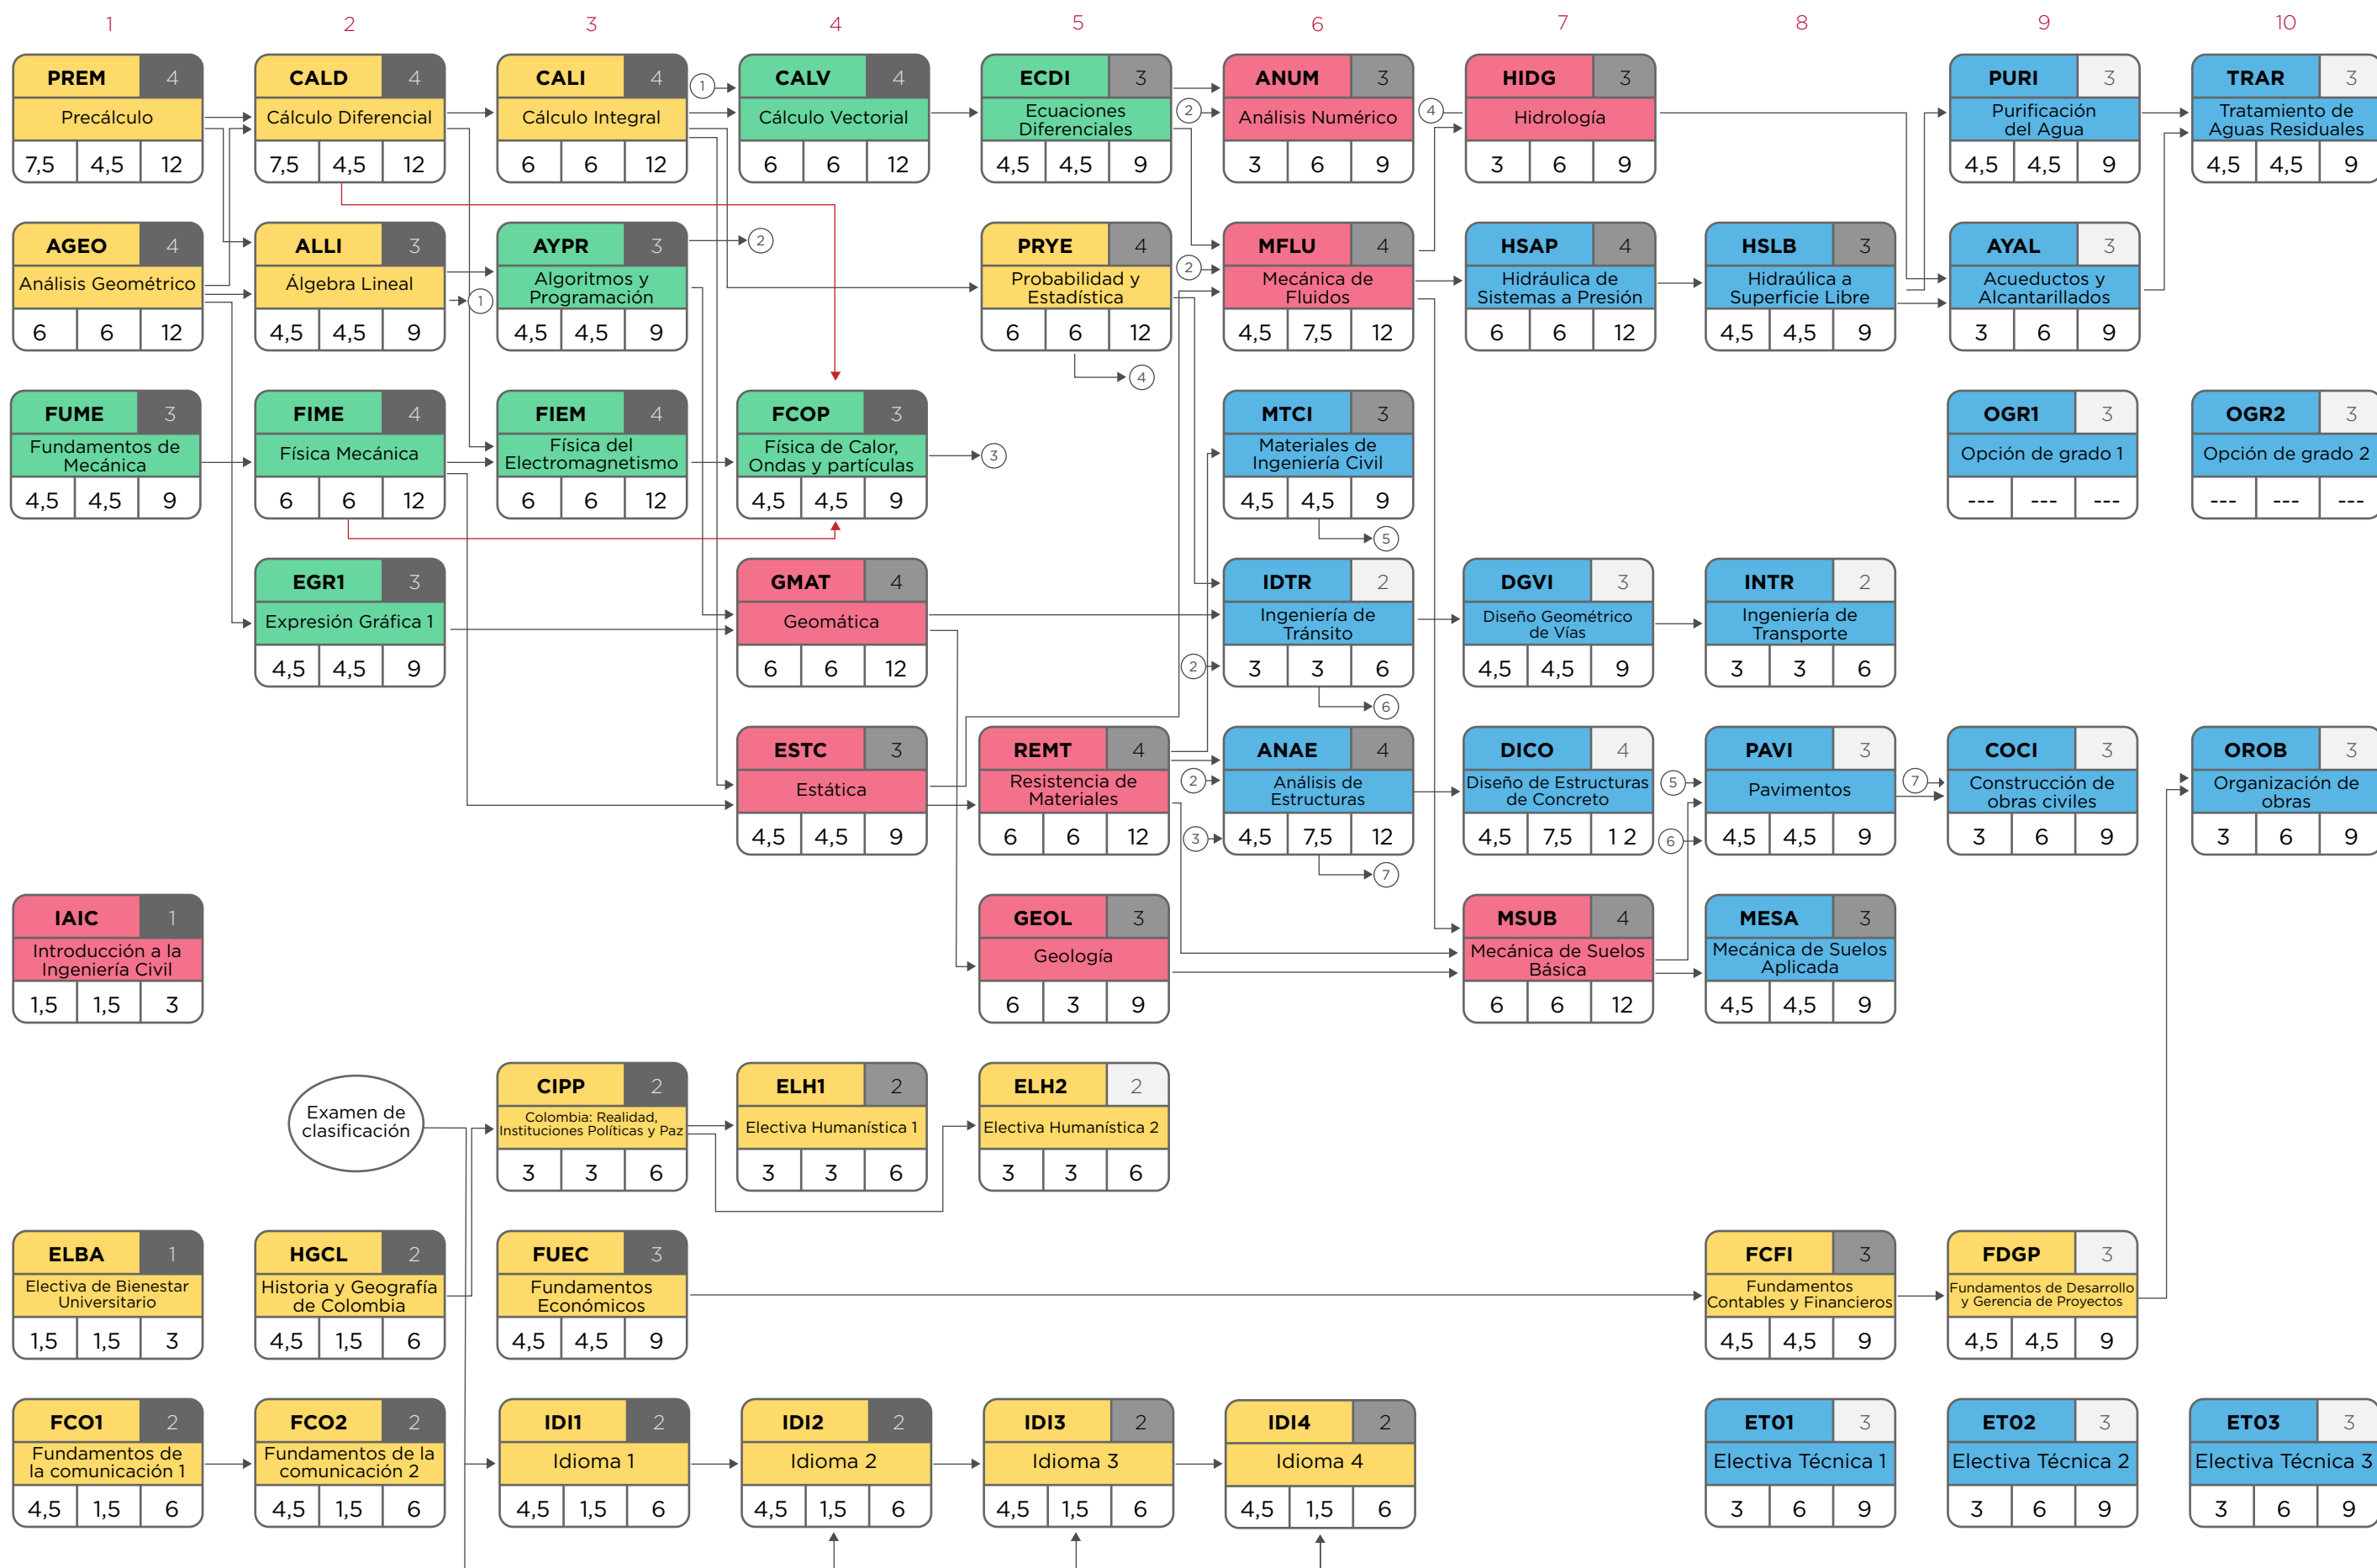 1 2 3 4 5 6 7 8 9 10
PREM 4
Precálculo
7,5 4,5 12
CALD 4
Cálculo Diferencial
7,5 4,5 12
CALI 4
Cálculo Integral
6 6 12
1
CALV 4
Cálculo Vectorial
6 6 12
ECDI 3
Ecuaciones
Diferenciales
4,5 4,5 9
2
ANUM 3
Análisis Numérico
3 6 9
4
HIDG 3
Hidrología
3 6 9
PURI 3
Purificación
del Agua
4,5 4,5 9
TRAR 3
Tratamiento de
Aguas Residuales
4,5 4,5 9
AGEO 4
Análisis Geométrico
6 6 12
ALLI 3
Álgebra Lineal
4,5 4,5 9
1
AYPR 3
Algoritmos y
Programación
4,5 4,5 9
2
PRYE 4
Probabilidad y
Estadística
6 6 12
4
2
MFLU 4
Mecánica de
Fluidos
4,5 7,5 12
HSAP 4
Hidráulica de
Sistemas a Presión
6 6 12
HSLB 3
Hidraúlica a
Superficie Libre
4,5 4,5 9
AYAL 3
Acueductos y
Alcantarillados
3 6 9
FUME 3
Fundamentos de
Mecánica
4,5 4,5 9
FIME 4
Física Mecánica
6 6 12
FIEM 4
Física del
Electromagnetismo
6 6 12
FCOP 3
Física de Calor,
Ondas y partículas
4,5 4,5 9
3
MTCI 3
Materiales de
Ingeniería Civil
4,5 4,5 9
5
OGR1 3
Opción de grado 1
--- --- ---
OGR2 3
Opción de grado 2
--- --- ---
EGR1 3
Expresión Gráfica 1
4,5 4,5 9
GMAT 4
Geomática
6 6 12
IDTR 2
Ingeniería de
Tránsito
2
3 3 6
6
DGVI 3
Diseño Geométrico
de Vías
4,5 4,5 9
INTR 2
Ingeniería de
Transporte
3 3 6
ESTC 3
Estática
4,5 4,5 9
REMT 4
Resistencia de
Materiales
6 6 12
2
3
ANAE 4
Análisis de
Estructuras
4,5 7,5 12
7
DICO 4
Diseño de Estructuras
de Concreto
4,5 7,5 1 2
5
6
PAVI 3
Pavimentos
4,5 4,5 9
7
COCI 3
Construcción de
obras civiles
3 6 9
OROB 3
Organización de
obras
3 6 9
IAIC 1
Introducción a la
Ingeniería Civil
1,5 1,5 3
GEOL 3
Geología
6 3 9
MSUB 4
Mecánica de Suelos
Básica
6 6 12
MESA 3
Mecánica de Suelos
Aplicada
4,5 4,5 9
Examen de
clasificación
CIPP 2
Colombia: Realidad,
Instituciones Políticas y Paz
3 3 6
ELH1 2
Electiva Humanística 1
3 3 6
ELH2 2
Electiva Humanística 2
3 3 6
ELBA 1
Electiva de Bienestar
Universitario
1,5 1,5 3
HGCL 2
Historia y Geografía
de Colombia
4,5 1,5 6
FUEC 3
Fundamentos
Económicos
4,5 4,5 9
FCFI 3
Fundamentos
Contables y Financieros
4,5 4,5 9
FDGP 3
Fundamentos de Desarrollo
y Gerencia de Proyectos
4,5 4,5 9
FCO1 2
Fundamentos de
la comunicación 1
4,5 1,5 6
FCO2 2
Fundamentos de la
comunicación 2
4,5 1,5 6
IDI1 2
Idioma 1
4,5 1,5 6
IDI2 2
Idioma 2
4,5 1,5 6
IDI3 2
Idioma 3
4,5 1,5 6
IDI4 2
Idioma 4
4,5 1,5 6
ET01 3
Electiva Técnica 1
3 6 9
ET02 3
Electiva Técnica 2
3 6 9
ET03 3
Electiva Técnica 3
3 6 9